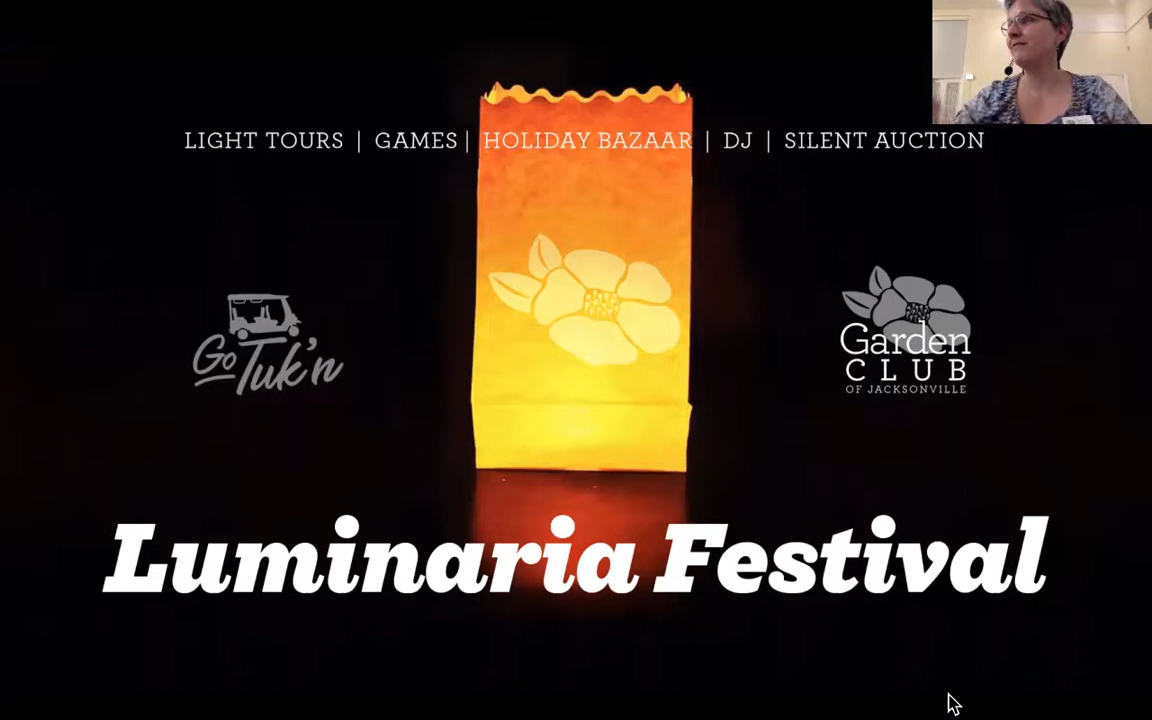 LIGHT TOURS | GAMES | HOLIDAY BAZAAR | DJ | SILENT AUCTION
Go Tuk'n
Garden
CLUB
OF JACKSONVILLE
Luminaria Festival